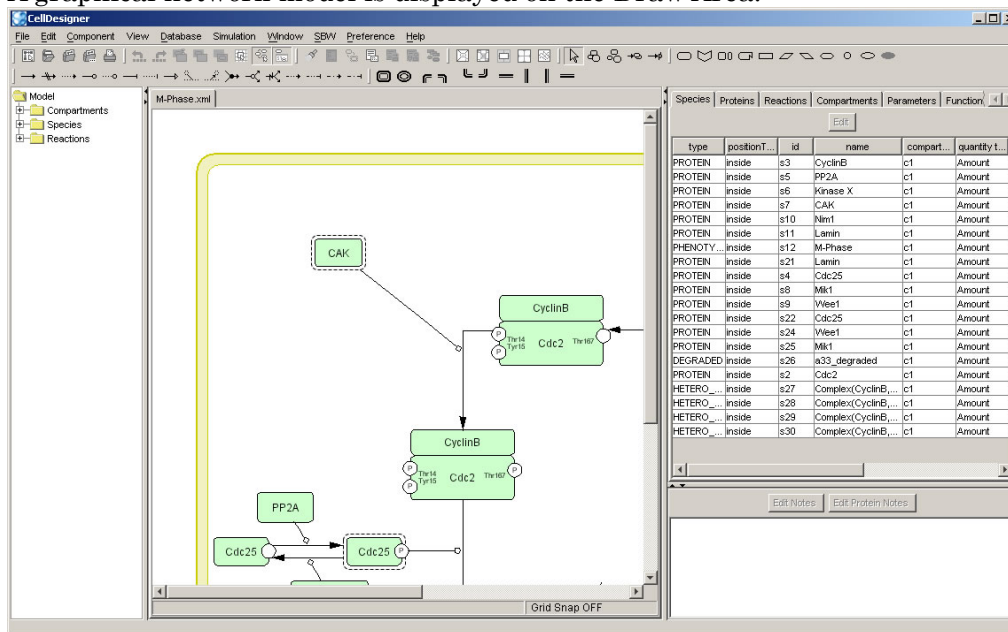 A graphical network model is displayed on the Draw Area.
CellDesigner
File Edit Component View Database Simulation Window SBW Preference Help
Model
Compartments
Species
Reactions
M-Phase.xml
CAK
CyclinB
P
Thr14
Tyr15
Cdc2
Thr167
P
CyclinB
P
Thr14
Tyr15
Cdc2
Thr167
P
P
PP2A
Cdc25
Cdc25
P
Grid Snap OFF
Species Proteins Reactions Compartments Parameters Function
Edit
type positionT... id name compart... quantity t...
PROTEIN inside s3 CyclinB c1 Amount
PROTEIN inside s5 PP2A c1 Amount
PROTEIN inside s6 Kinase X c1 Amount
PROTEIN inside s7 CAK c1 Amount
PROTEIN inside s10 Nim1 c1 Amount
PROTEIN inside s11 Lamin c1 Amount
PHENOTY... inside s12 M-Phase c1 Amount
PROTEIN inside s21 Lamin c1 Amount
PROTEIN inside s4 Cdc25 c1 Amount
PROTEIN inside s8 Mik1 c1 Amount
PROTEIN inside s9 Wee1 c1 Amount
PROTEIN inside s22 Cdc25 c1 Amount
PROTEIN inside s24 Wee1 c1 Amount
PROTEIN inside s25 Mik1 c1 Amount
DEGRADED inside s26 a33_degraded c1 Amount
PROTEIN inside s2 Cdc2 c1 Amount
HETERO_... inside s27 Complex(CyclinB,... c1 Amount
HETERO_... inside s28 Complex(CyclinB,... c1 Amount
HETERO_... inside s29 Complex(CyclinB,... c1 Amount
HETERO_... inside s30 Complex(CyclinB,... c1 Amount
Edit Notes Edit Protein Notes